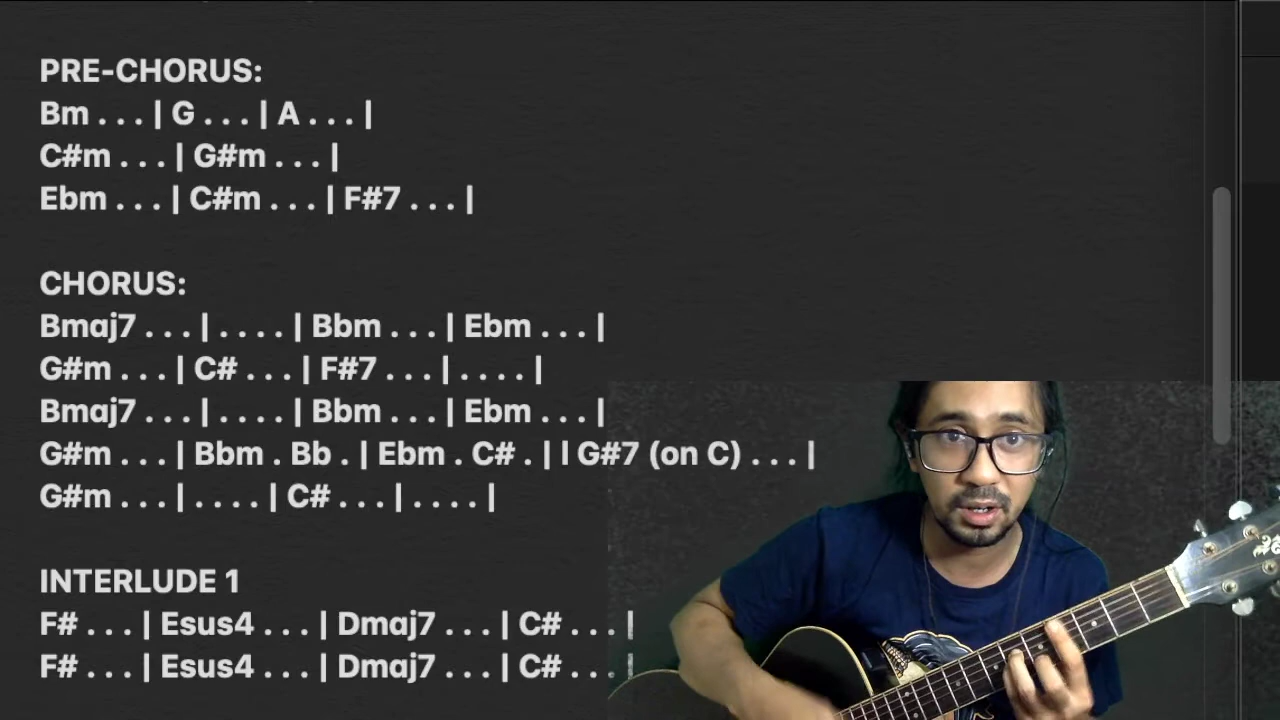 PRE-CHORUS:
Bm . . . | G . . . | A . . . |
C#m . . . | G#m . . . |
Ebm . . . | C#m . . . | F#7 . . . |
CHORUS:
Bmaj7 . . . | . . . . | Bbm . . . | Ebm . . . |
G#m . . . | C# . . . | F#7 . . . | . . . . |
Bmaj7 . . . | . . . . | Bbm . . . | Ebm . . . |
G#m . . . | Bbm . Bb . | Ebm . C# . | l G#7 (on C) . . . |
G#m . . . | . . . . | C# . . . | . . . . |
INTERLUDE 1
F# . . . | Esus4 . . . | Dmaj7 . . . | C# . . . |
F# . . . | Esus4 . . . | Dmaj7 . . . | C# . . . |